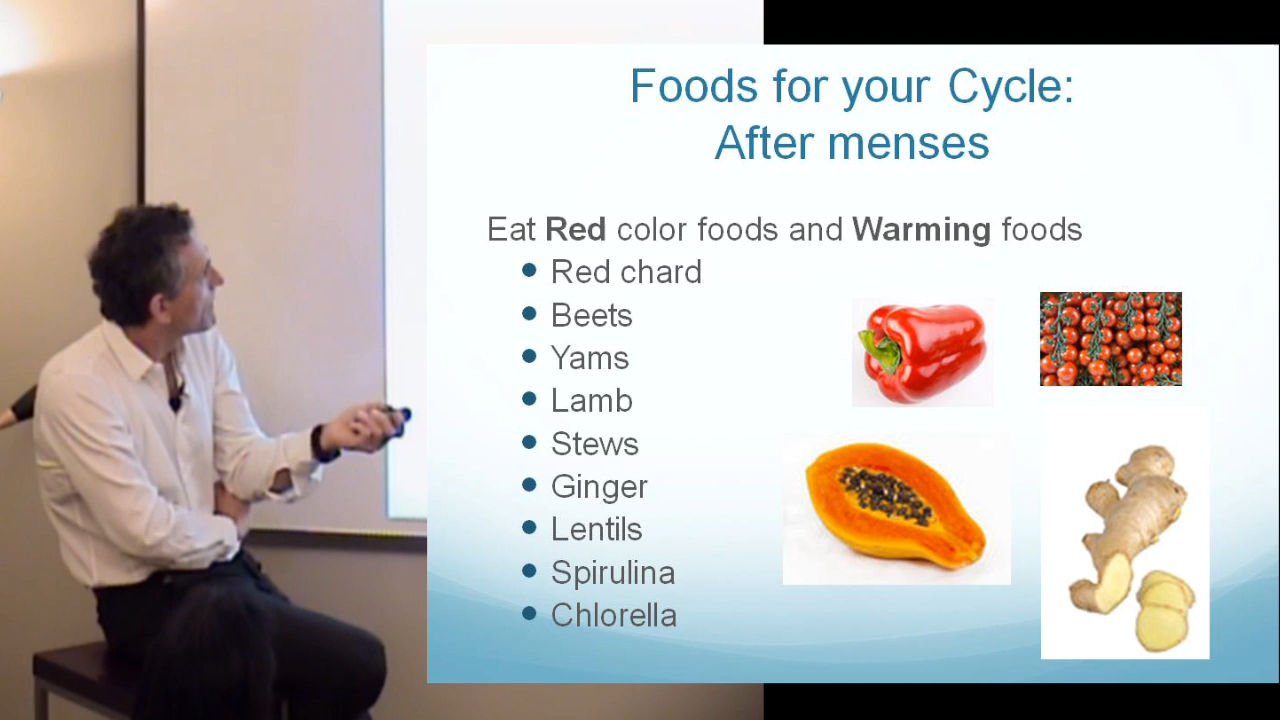 Foods for your Cycle:
After menses
Eat Red color foods and Warming foods
Red chard
Beets
Yams
Lamb
Stews
Ginger
Lentils
Spirulina
Chlorella